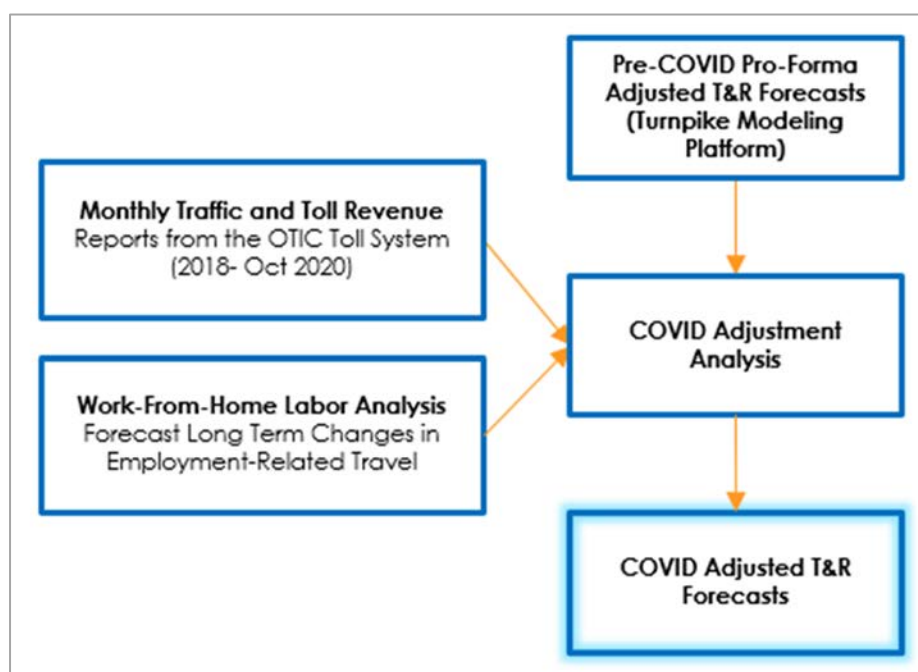 Pre-COVID Pro-Forma
Adjusted T&R Forecasts
(Turnpike Modeling
Platform)
Monthly Traffic and Toll Revenue
Reports from the OTIC Toll System
(2018- Oct 2020)
COVID Adjustment
Analysis
Work-From-Home Labor Analysis
Forecast Long Term Changes in
Employment-Related Travel
COVID Adjusted T&R
Forecasts